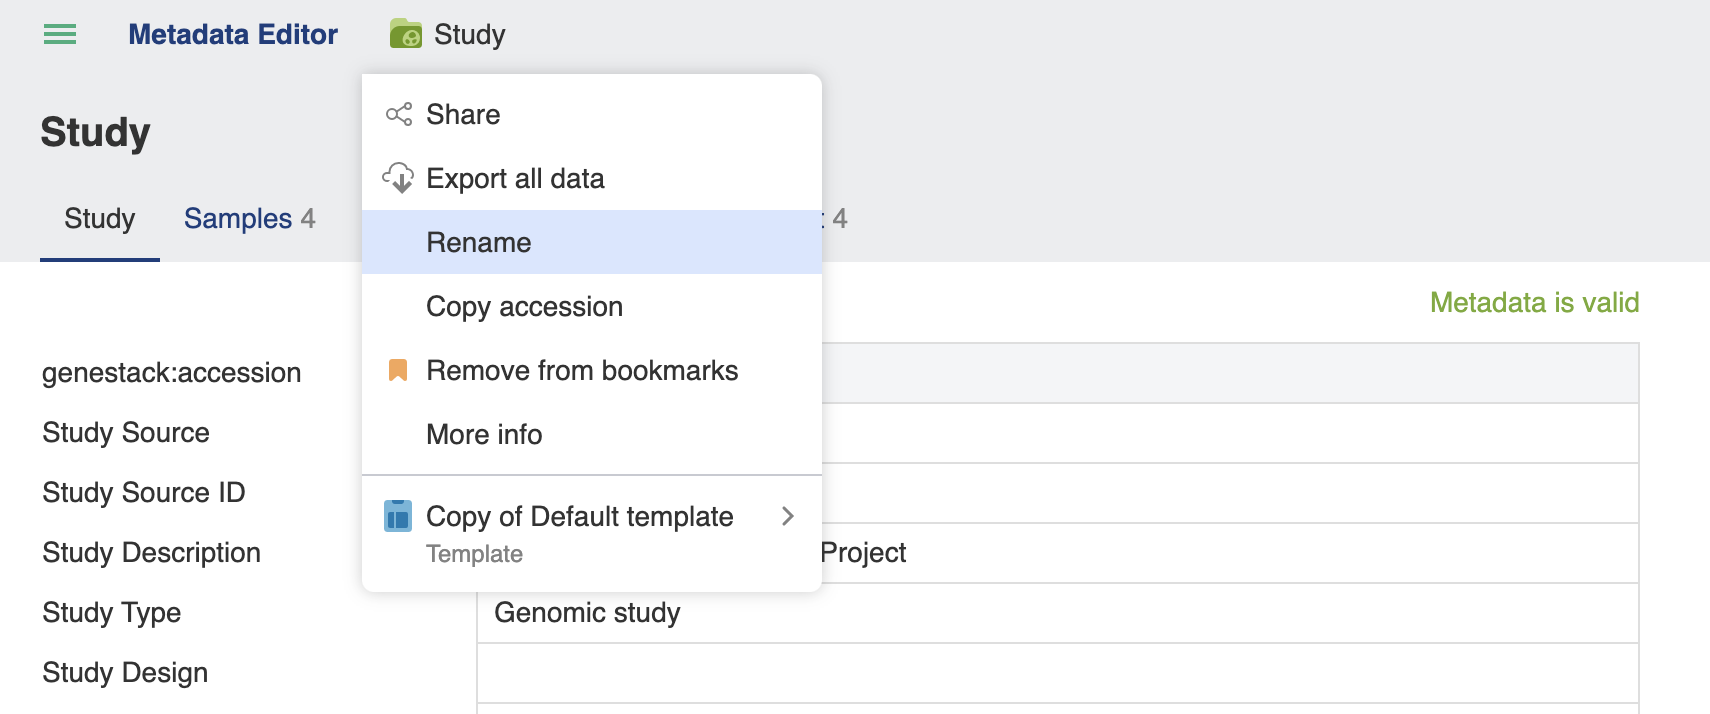 Metadata Editor Study
Study
Study Samples 4 4
Share
Export all data
Rename
Copy accession
Remove from bookmarks
More info
Copy of Default template
Template
Metadata is valid
genestack:accession
Study Source
Study Source ID
Study Description Project
Study Type Genomic study
Study Design